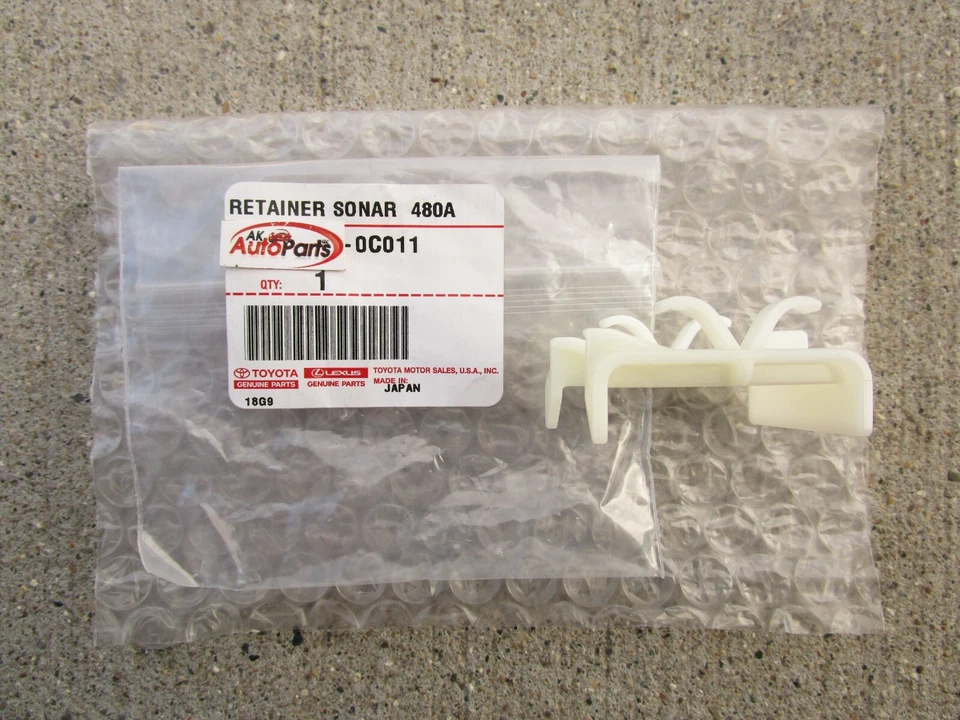 RETAINER SONAR 480A
AK
AutoParts -0C011
QTY: 1
TOYOTA LEXUS TOYOTA MOTOR SALES, U.S.A., INC.
GENUINE PARTS GENUINE PARTS MADE IN: JAPAN
18G9